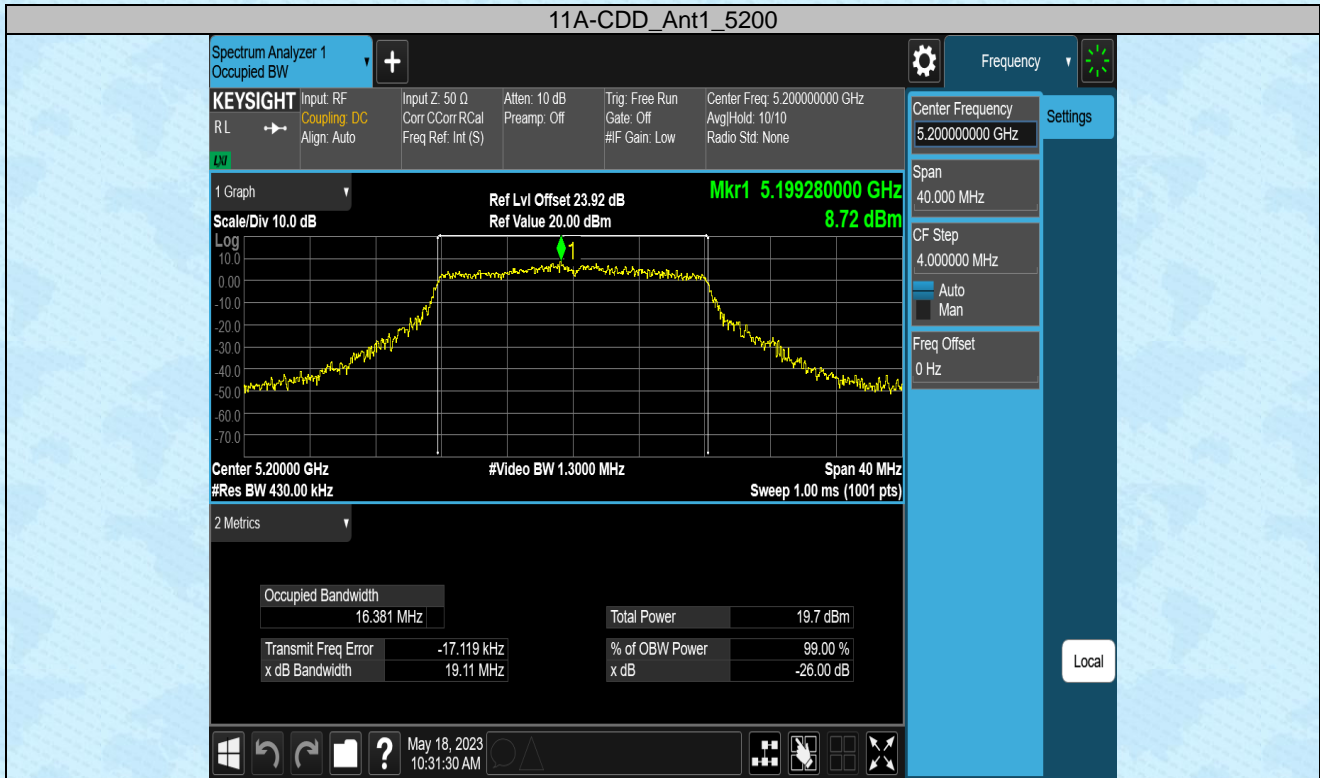 11A-CDD_Ant1_5200
Spectrum Analyzer 1
Occupied BW
Frequency
KEYSIGHT
R L
LXI
Input: RF
Coupling: DC
Align: Auto
Input Z: 50 Ω
Corr CCorr RCal
Freq Ref: Int (S)
Atten: 10 dB
Preamp: Off
Trig: Free Run
Gate: Off
#IF Gain: Low
Center Freq: 5.200000000 GHz
Avg|Hold: 10/10
Radio Std: None
Center Frequency
5.200000000 GHz
Settings
Span
40.000 MHz
CF Step
4.000000 MHz
Auto
Man
Freq Offset
0 Hz
Local
1 Graph
Scale/Div 10.0 dB
Ref Lvl Offset 23.92 dB
Ref Value 20.00 dBm
Mkr1 5.199280000 GHz
8.72 dBm
Log
1
10.0
0.00
-10.0
-20.0
-30.0
-40.0
-50.0
-60.0
-70.0
Center 5.20000 GHz
#Video BW 1.3000 MHz
Span 40 MHz
#Res BW 430.00 kHz
Sweep 1.00 ms (1001 pts)
2 Metrics
Occupied Bandwidth
16.381 MHz
Total Power 19.7 dBm
Transmit Freq Error -17.119 kHz
% of OBW Power 99.00 %
x dB Bandwidth 19.11 MHz
x dB -26.00 dB
?
May 18, 2023
10:31:30 AM